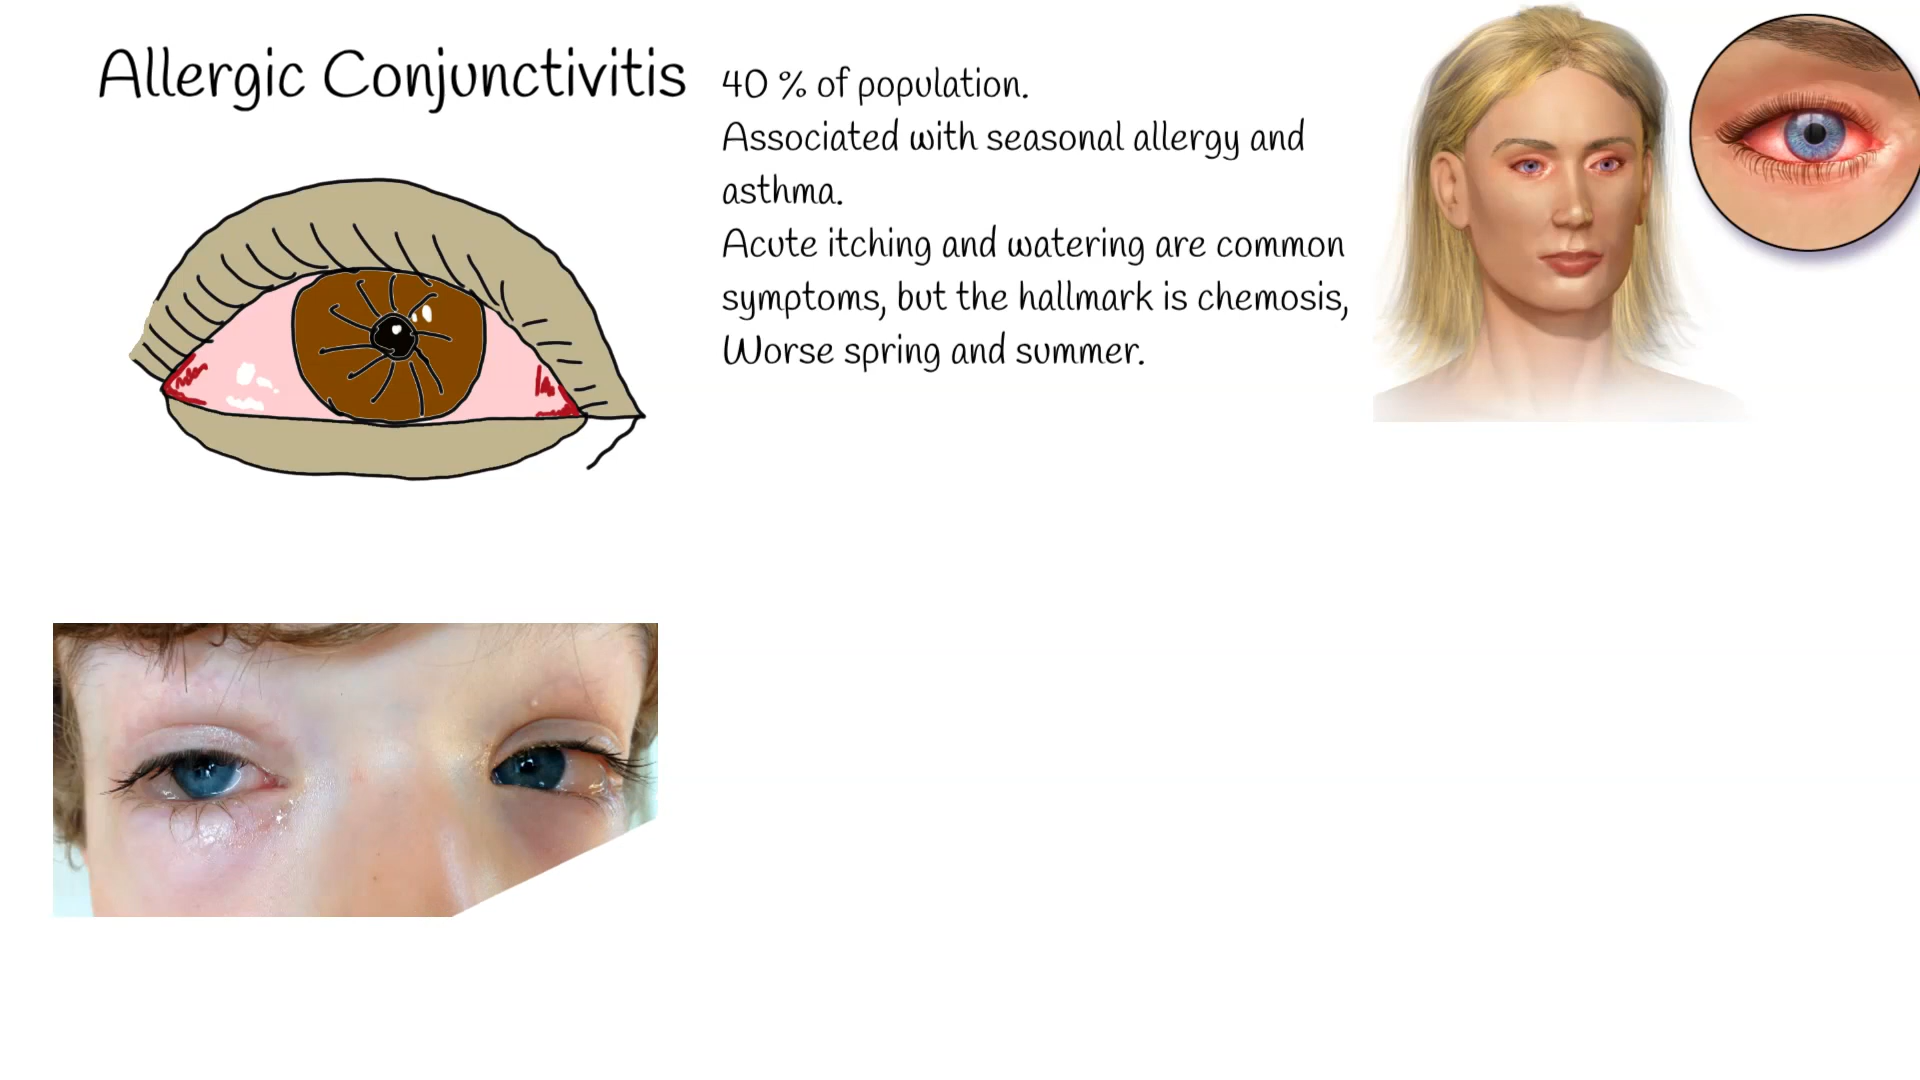 Allergic Conjunctivitis
40 % of population.
Associated with seasonal allergy and
asthma.
Acute itching and watering are common
symptoms, but the hallmark is chemosis,
Worse spring and summer.